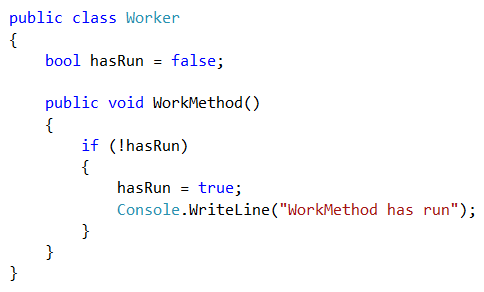 public class Worker
{
    bool hasRun = false;

    public void WorkMethod()
    {
        if (!hasRun)
        {
            hasRun = true;
            Console.WriteLine("WorkMethod has run");
        }
    }
}